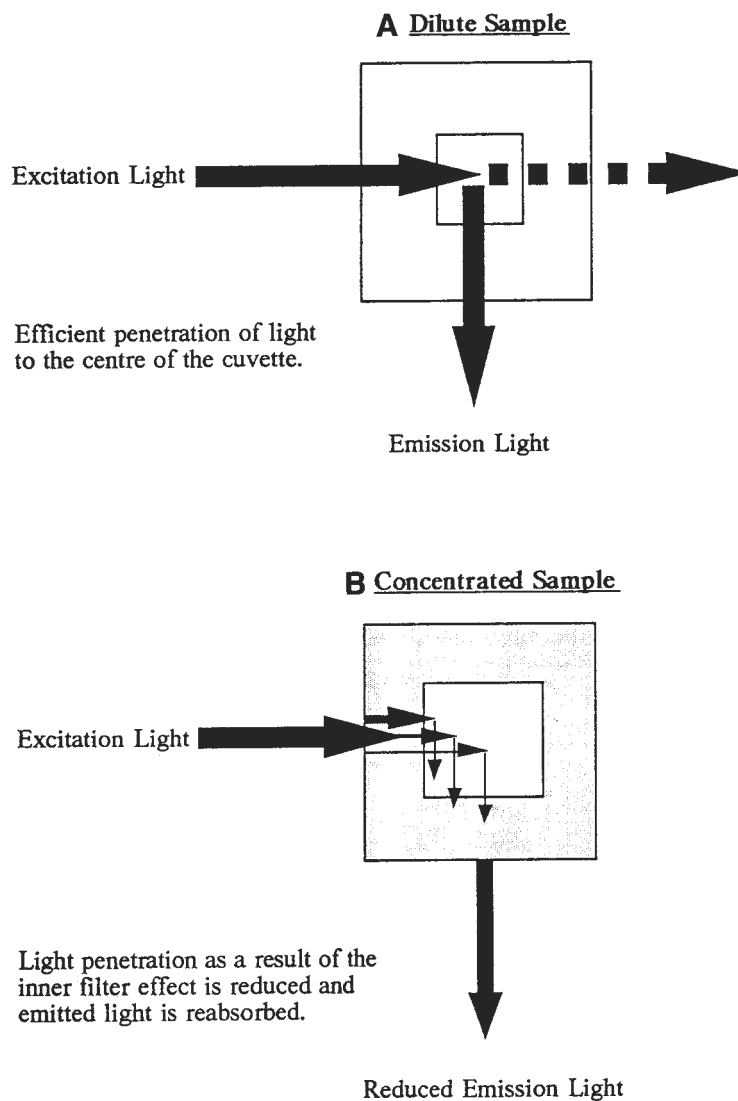 A Dilute Sample
Excitation Light
Efficient penetration of light
to the centre of the cuvette.
Emission Light
B Concentrated Sample
Excitation Light
Light penetration as a result of the
inner filter effect is reduced and
emitted light is reabsorbed.
Reduced Emission Light